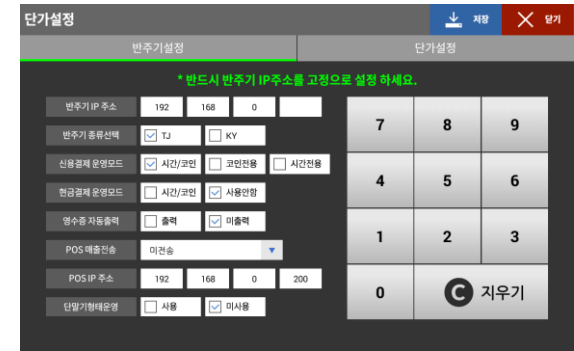 단가설정 저장 닫기
반주기설정 단가설정
* 반드시 반주기 IP주소를 고정으로 설정 하세요.
반주기 IP 주소 192 168 0
반주기 종류선택 TJ KY
신용결제 운영모드 시간/코인 코인전용 시간전용
현금결제 운영모드 시간/코인 사용안함
영수증 자동출력 출력 미출력
POS 매출전송 미전송
POS IP 주소 192 168 0 200
단말기형태운영 사용 미사용
7 8 9
4 5 6
1 2 3
0 C 지우기